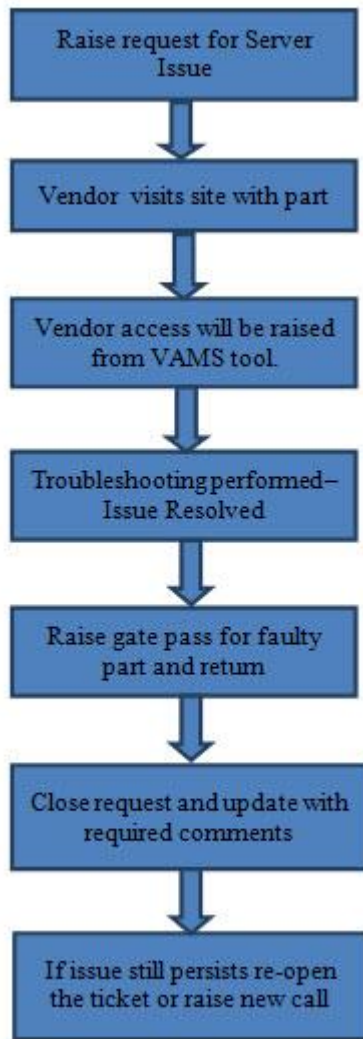 Raise request for Server
Issue
Vendor visits site with part
Vendor access will be raised
from VAMS tool.
Troubleshooting performed–
Issue Resolved
Raise gate pass for faulty
part and return
Close request and update with
required comments
If issue still persists re-open
the ticket or raise new call